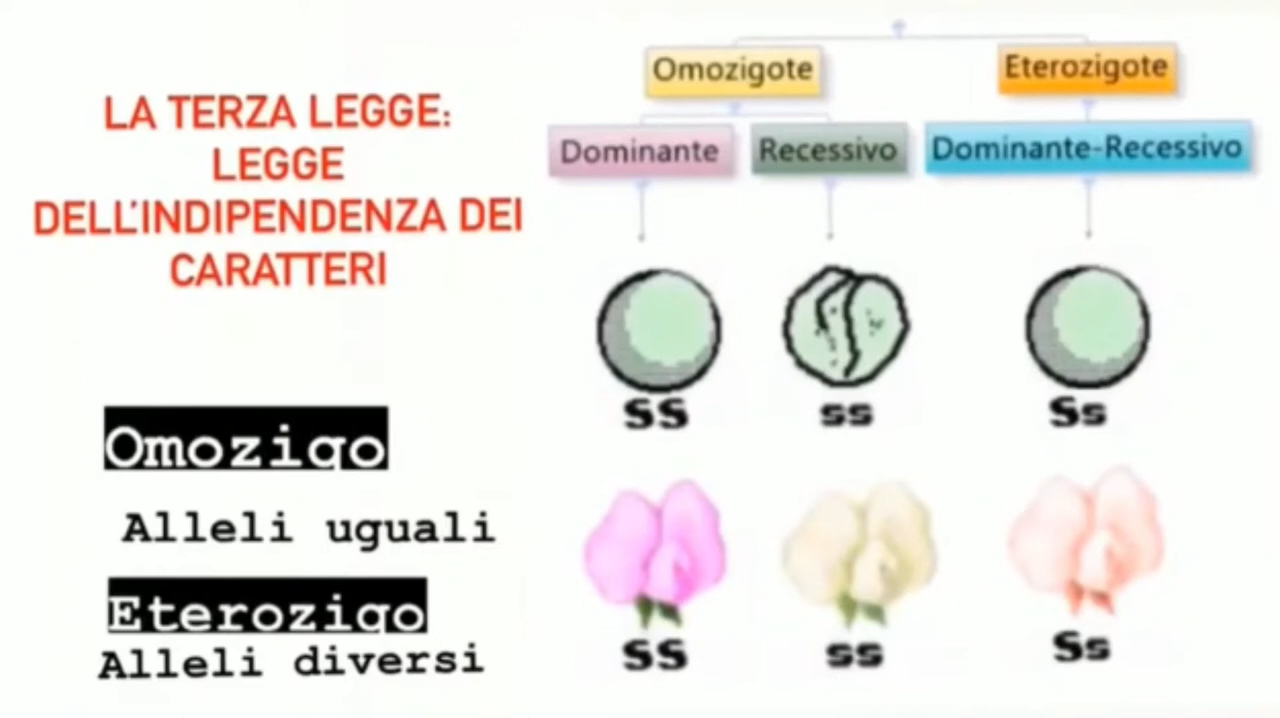 LA TERZA LEGGE:
LEGGE
DELL'INDIPENDENZA DEI
CARATTERI
Omozigo
Alleli uguali
Eterozigo
Alleli diversi
Omozigote
Eterozigote
Dominante
Recessivo
Dominante-Recessivo
SS
ss
Ss
SS
ss
Ss